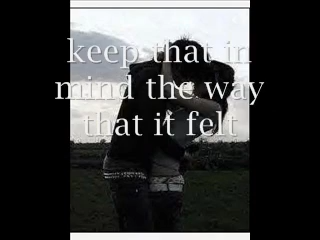 keep that in
mind the way
that it felt